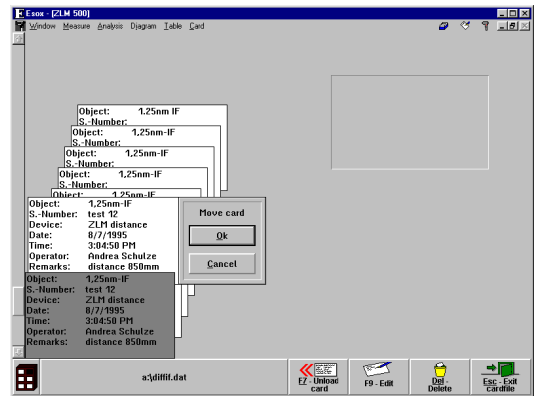 Esox - [ZLM 500]
Window Measure Analysis Djagram Table Card
Object: 1.25nm IF
S.-Number:
Object: 1,25nm-IF
S.-Number:
Object: 1,25nm-IF
S.-Number:
Object: 1,25nm-IF
S.-Number:
Object: 1,25nm-IF
Object: 1,25nm-IF
S.-Number: test 12
Device: ZLM distance
Date: 8/7/1995
Time: 3:04:50 PM
Operator: Andrea Schulze
Remarks: distance 850mm
Move card
Ok
Cancel
Object: 1,25nm-IF
S.-Number: test 12
Device: ZLM distance
Date: 8/7/1995
Time: 3:04:50 PM
Operator: Andrea Schulze
Remarks: distance 850mm
a:\diffif.dat
F7 - Unload
card
F9 - Edit
Del -
Delete
Esc - Exit
cardfile